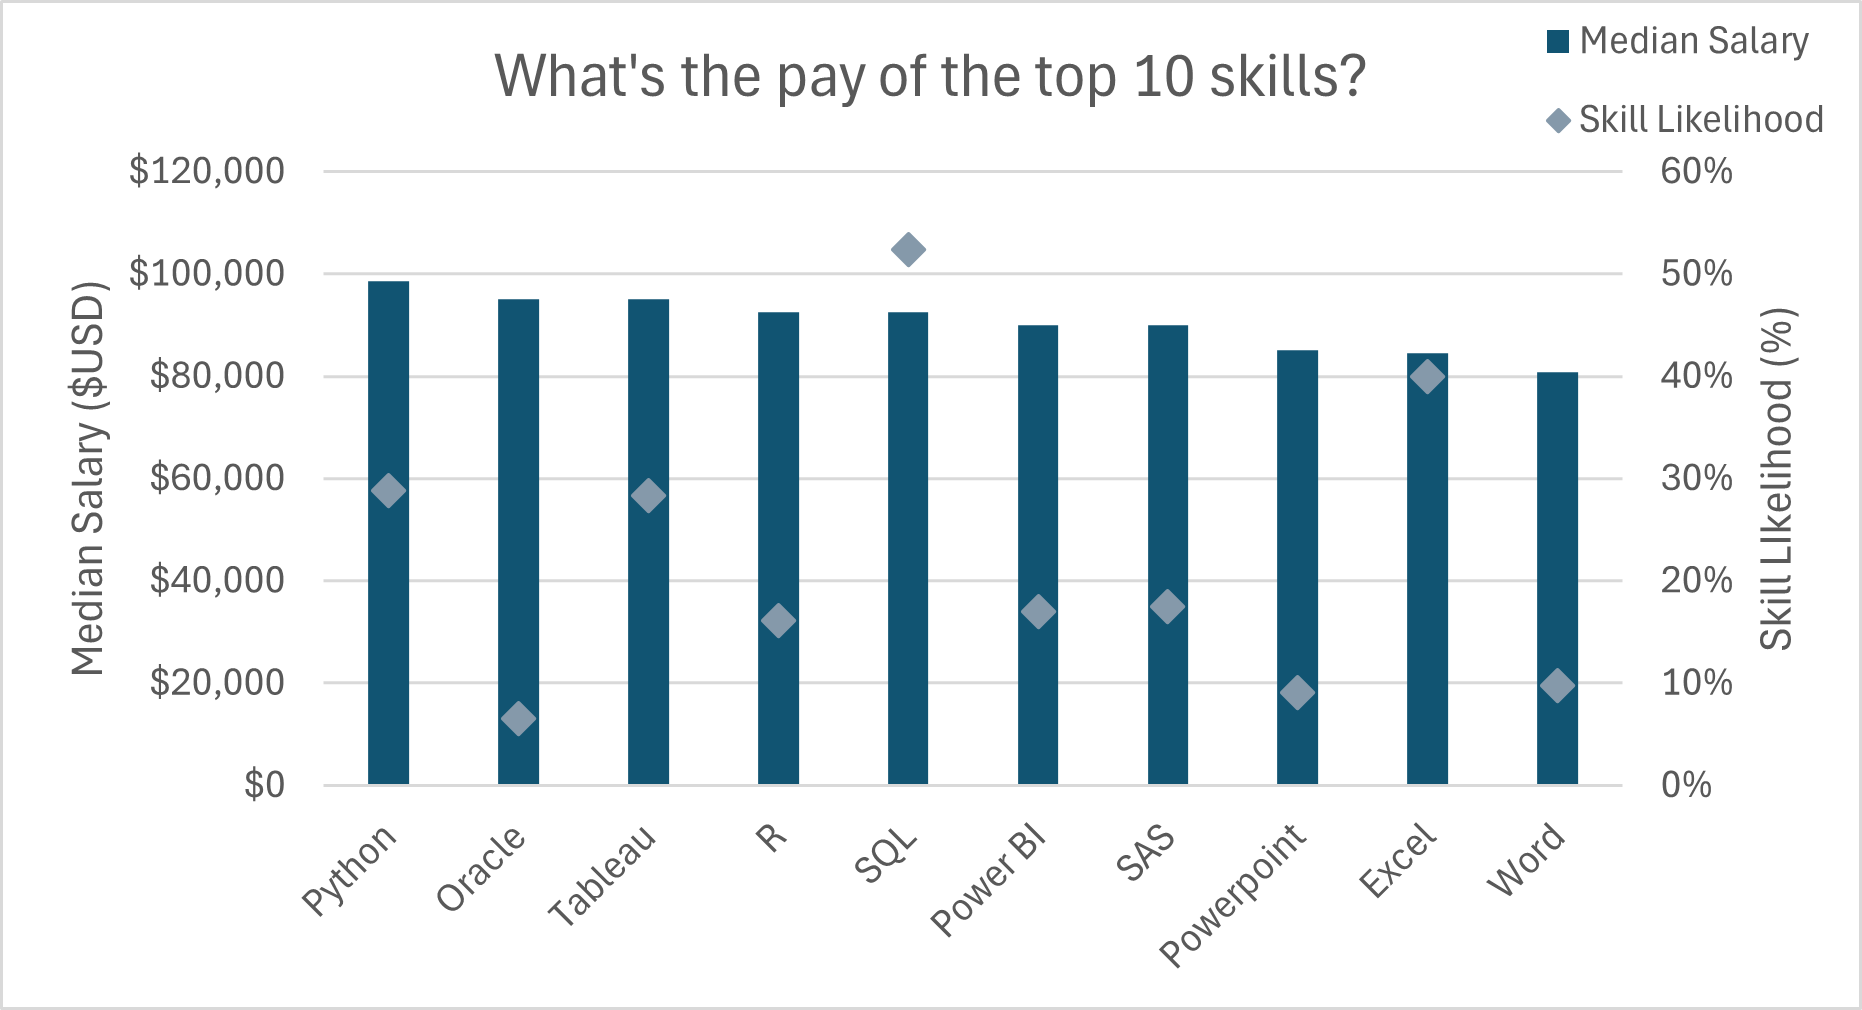 What's the pay of the top 10 skills?
Median Salary
Skill Likelihood
Median Salary ($USD)
$120,000
$100,000
$80,000
$60,000
$40,000
$20,000
$0
60%
50%
40%
30%
20%
10%
0%
Skill LIkelihood (%)
Python
Oracle
Tableau
R
SQL
Power BI
SAS
Powerpoint
Excel
Word